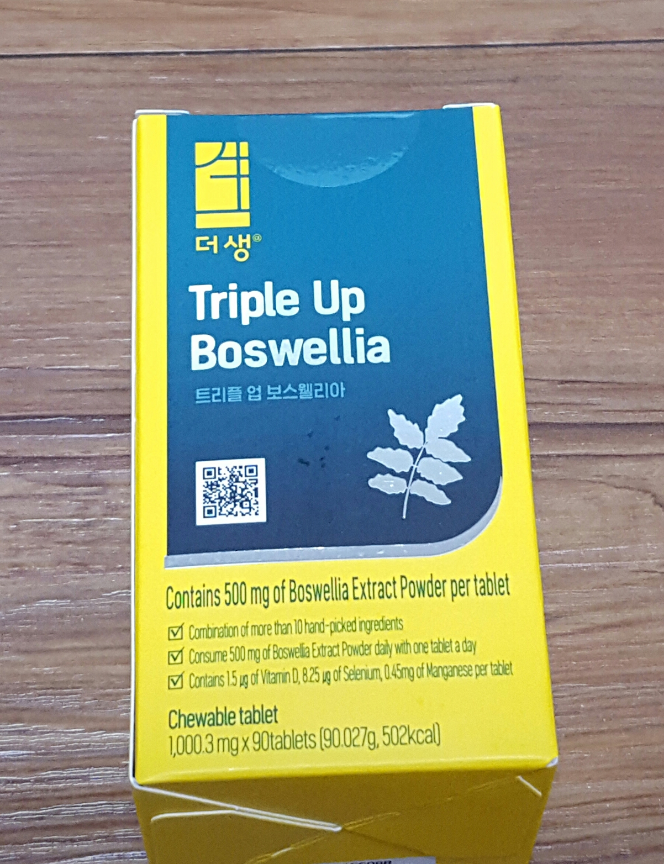 더생®
Triple Up
Boswellia
트리플 업 보스웰리아
Contains 500 mg of Boswellia Extract Powder per tablet
Combination of more than 10 hand-picked ingredients
Consume 500 mg of Boswellia Extract Powder daily with one tablet a day
Contains 1.5 μg of Vitamin D, 8.25 μg of Selenium, 0.45mg of Manganese per tablet
Chewable tablet
1,000.3 mg x 90tablets (90.027g, 502kcal)